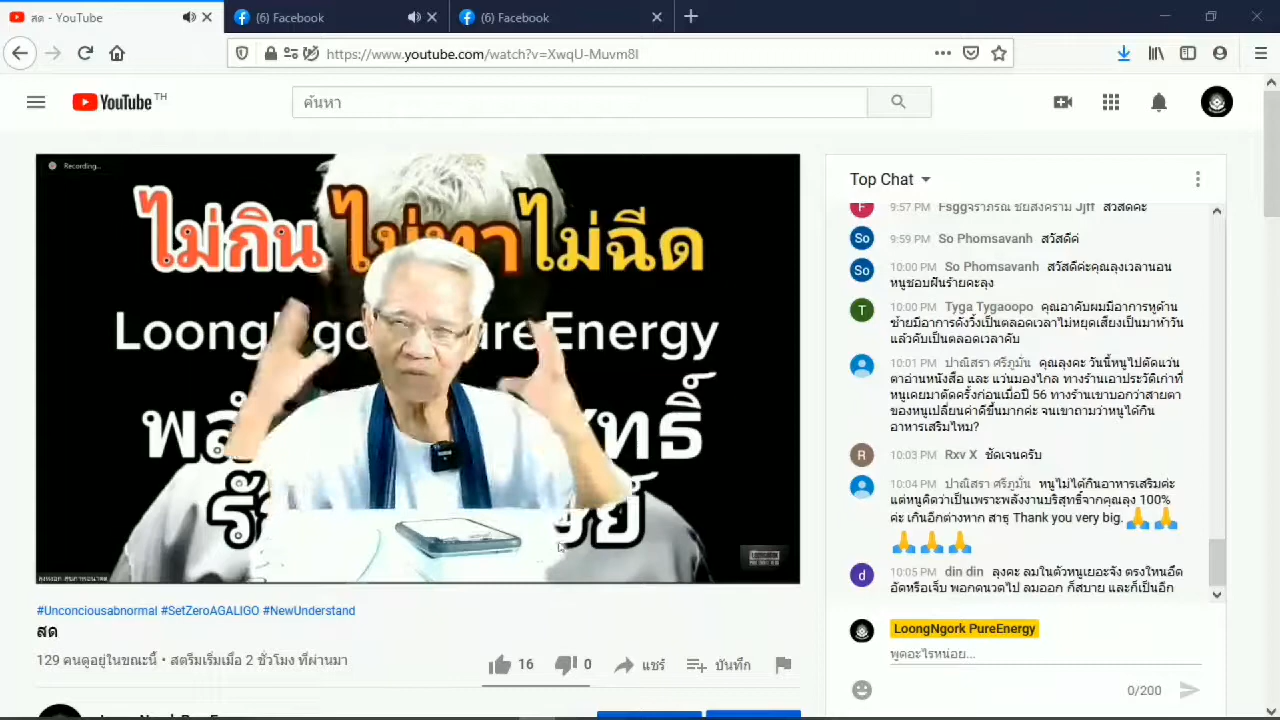 สด - YouTube
(6) Facebook
(6) Facebook
https://www.youtube.com/watch?v=XwqU-Muvm8I
YouTube TH
ค้นหา
Recording...
ไม่กิน ไม่ทา ไม่ฉีด
#Unconciousabnormal #SetZeroAGALIGO #NewUnderstand
สด
129 คนดูอยู่ในขณะนี้ • สตรีมเริ่มเมื่อ 2 ชั่วโมง ที่ผ่านมา
16
0
แชร์
บันทึก
Top Chat
9:57 PM
9:59 PM So Phomsavanh สวัสดีค่
10:00 PM So Phomsavanh สวัสดีค่ะคุณลุงเวลานอน
หนูชอบฝันร้ายคะลุง
10:00 PM Tyga Tygaoopo คุณอาคับผมมีอาการหูด้าน
ซ้ายมีอาการดังวิ้งเป็นตลอดเวลาไม่หยุดเสียงเป็นมาห้าวัน
แล้วคับเป็นตลอดเวลาคับ
10:01 PM ปาณิสรา ศรีภูมั่น คุณลุงคะ วันนี้หนูไปตัดแว่น
ตาอ่านหนังสือ และ แว่นมองไกล ทางร้านเอาประวัติเก่าที่
หนูเคยมาตัดครั้งก่อนเมื่อปี 56 ทางร้านเขาบอกว่าสายตา
ของหนูเปลี่ยนค่าดีขึ้นมากค่ะ จนเขาถามว่าหนูได้กิน
อาหารเสริมไหม?
10:03 PM Rxv X ชัดเจนครับ
10:04 PM ปาณิสรา ศรีภูมั่น หนูไม่ได้กินอาหารเสริมค่ะ
แต่หนูคิดว่าเป็นเพราะพลังงานบริสุทธิ์จากคุณลุง 100%
ค่ะ เกินอีกต่างหาก สาธุ Thank you very big. 🙏 🙏
🙏 🙏 🙏
10:05 PM din din ลุงคะ ลมในตัวหนูเยอะจัง ตรงไหนอึด
อัดหรือเจ็บ พอกดนวดไป ลมออก ก็สบาย และก็เป็นอีก
LoongNgork PureEnergy
พูดอะไรหน่อย...
0/200